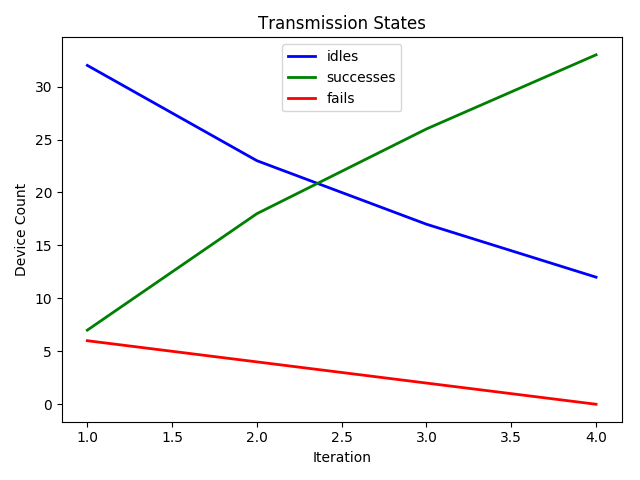 Transmission States
idles
successes
fails
Device Count
30
25
20
15
10
5
0
1.0 1.5 2.0 2.5 3.0 3.5 4.0
Iteration